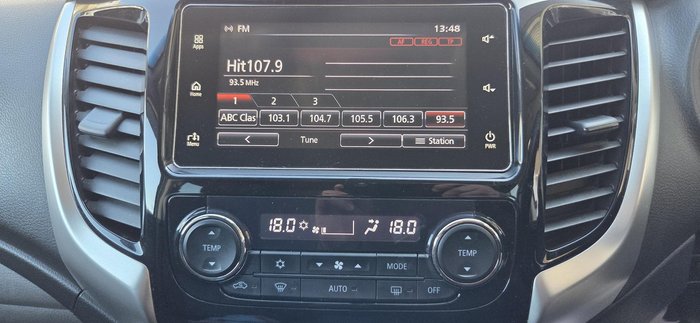 FM 13:48
Apps
AF REG TP
Hit107.9
93.5 MHz
Home
1 2 3
ABC Clas 103.1 104.7 105.5 106.3 93.5
Menu
< Tune > Station
PWR
18.0 18.0
TEMP
TEMP
MODE
AUTO OFF